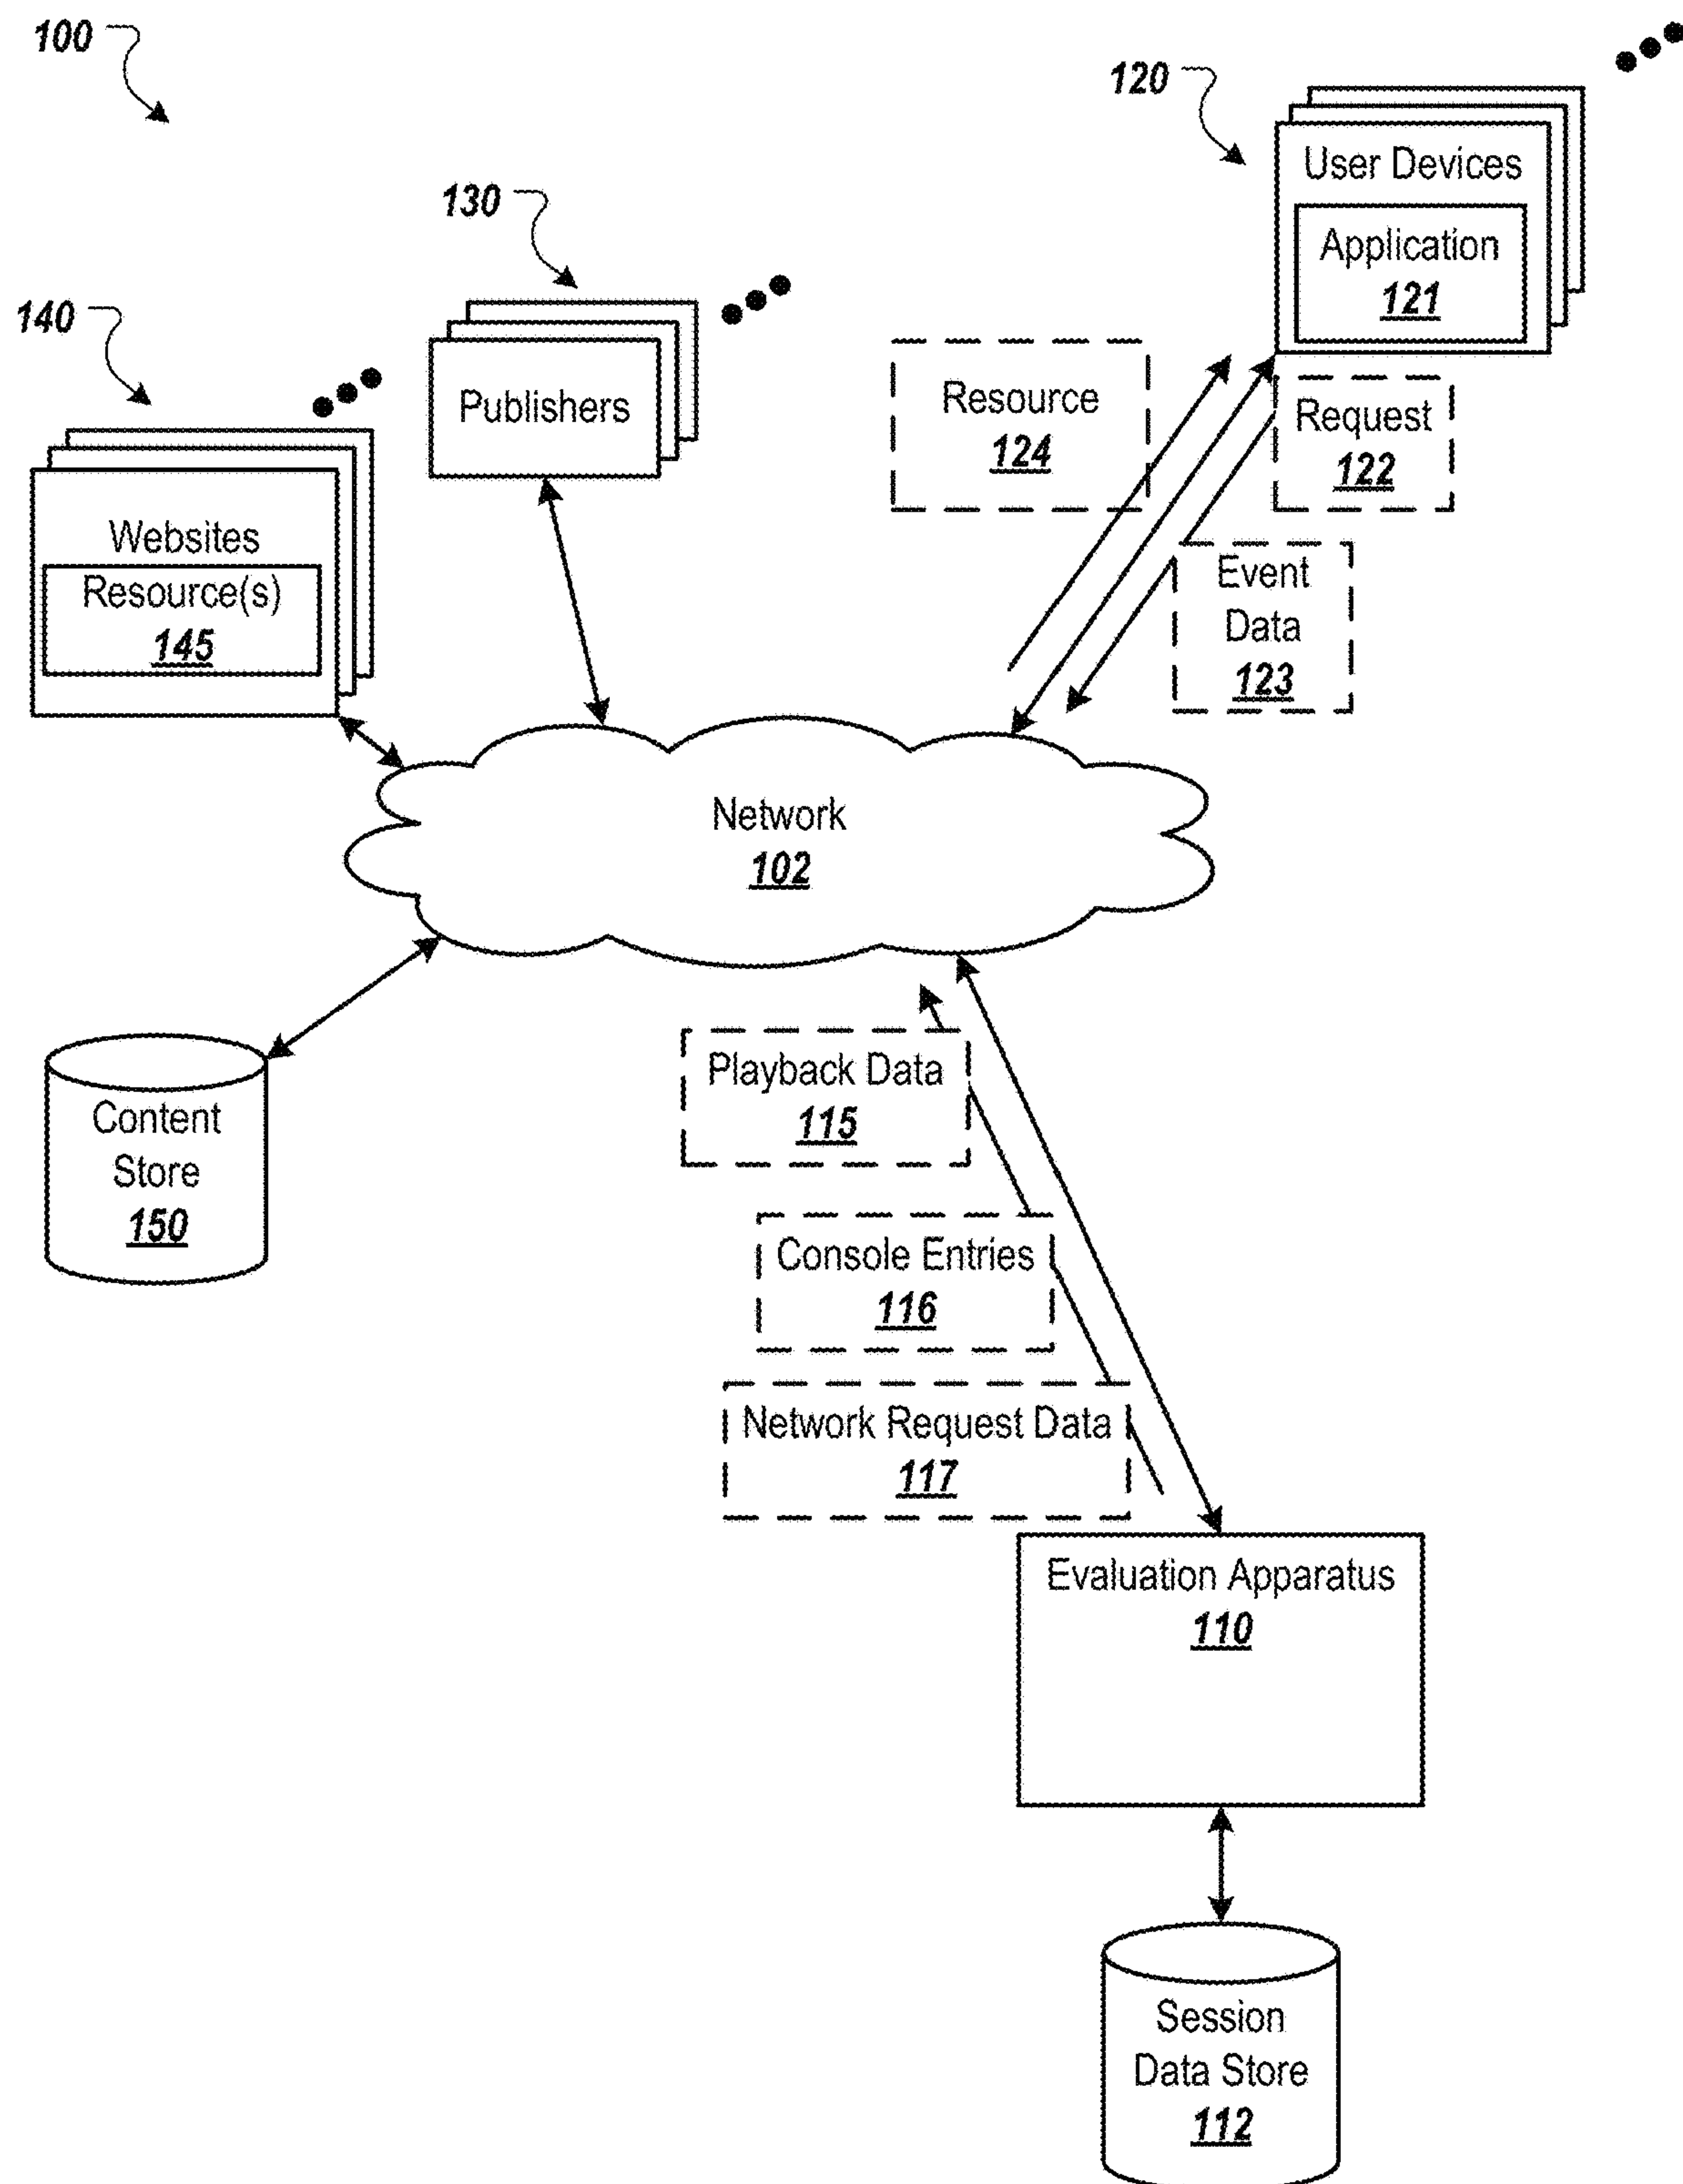 100
120
User Devices
Application
121
130
Publishers
140
Websites
Resource(s)
145
Resource
124
Request
122
Event
Data
123
Network
102
Content
Store
150
Playback Data
115
Console Entries
116
Network Request Data
117
Evaluation Apparatus
110
Session
Data Store
112